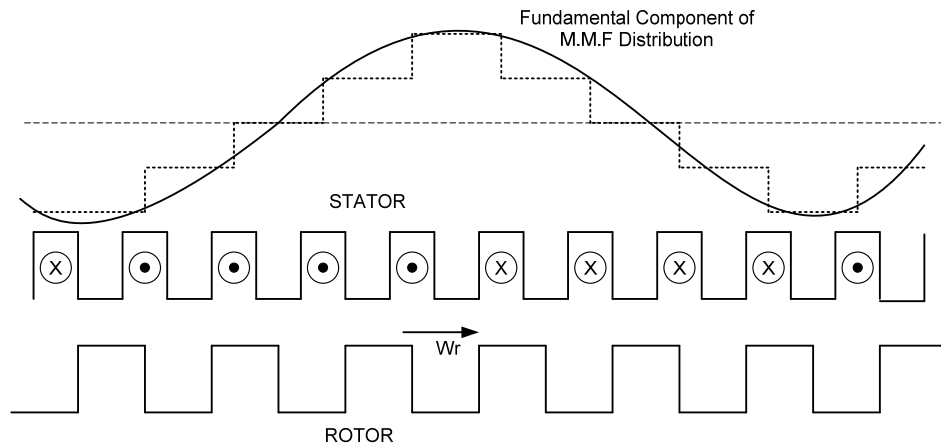 Fundamental Component of
M.M.F Distribution
STATOR
X X X X X
Wr
ROTOR